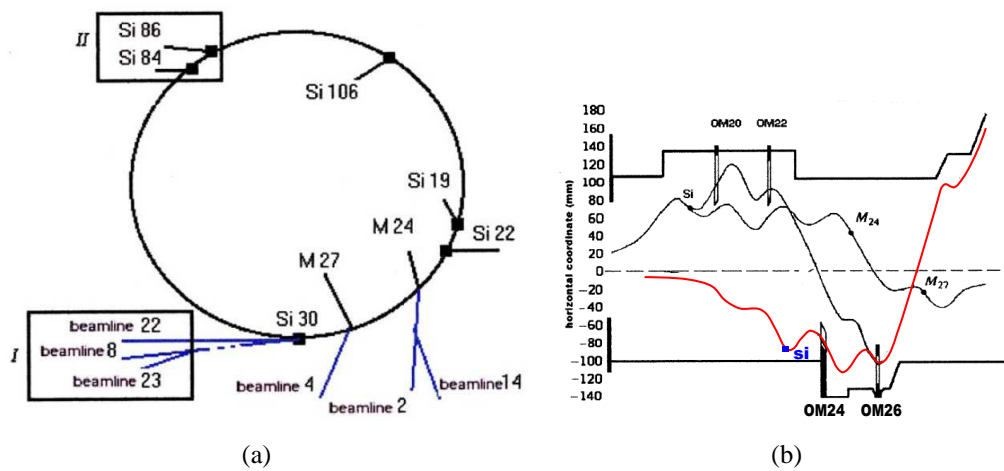 II
Si 86
Si 84
Si 106
Si 19
M 24
Si 22
M 27
Si 30
beamline 22
I
beamline 8
beamline 23
beamline 4
beamline 2
beamline 14
(a)
horizontal coordinate (mm)
180
160
140
120
100
80
60
40
20
0
−20
−40
−60
−80
−100
−120
−140
OM20
OM22
Si
M24
M27
si
OM24
OM26
(b)